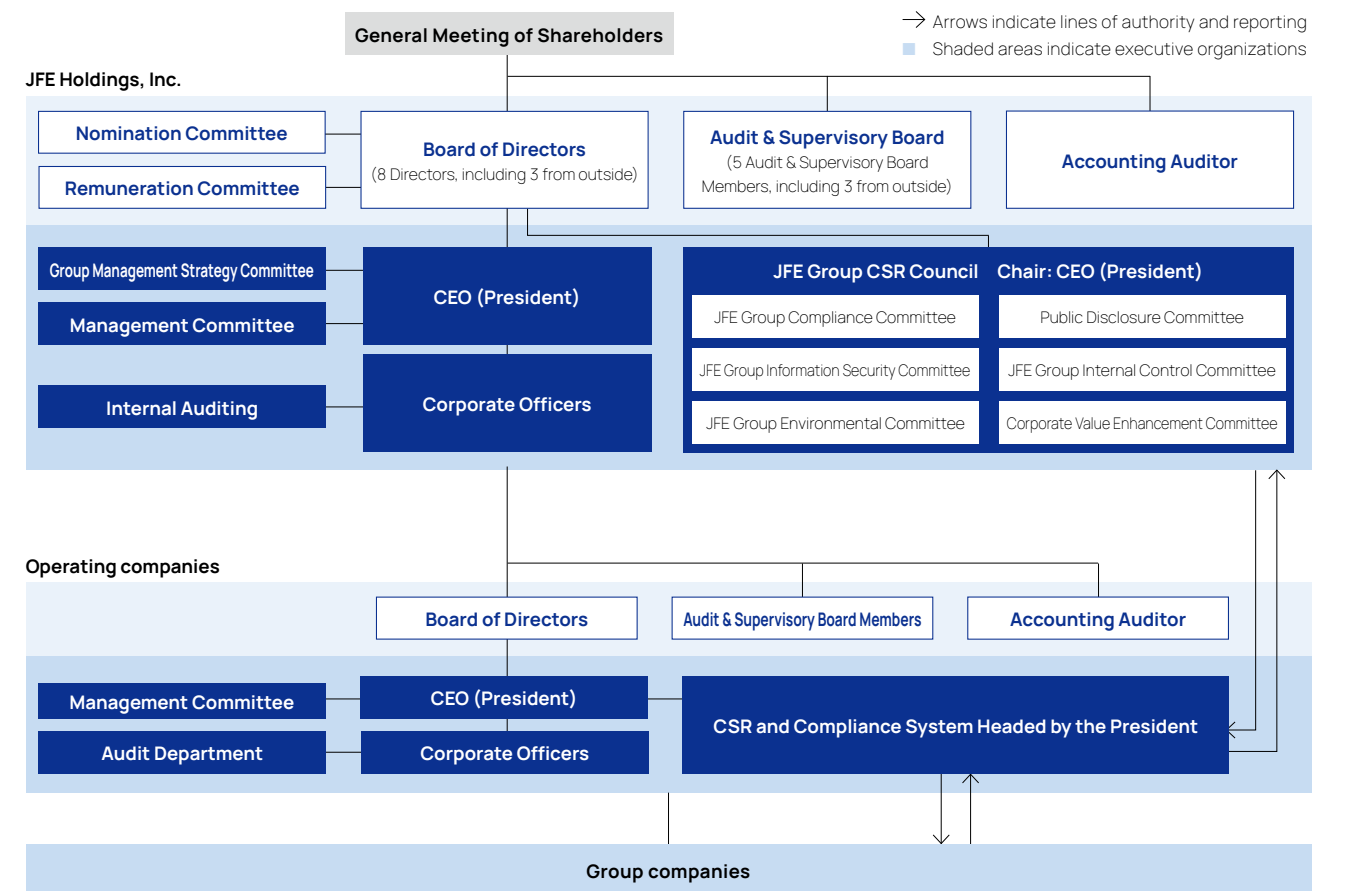 General Meeting of Shareholders
Arrows indicate lines of authority and reporting
Shaded areas indicate executive organizations
JFE Holdings, Inc.
Nomination Committee
Remuneration Committee
Board of Directors
(8 Directors, including 3 from outside)
Audit & Supervisory Board
(5 Audit & Supervisory Board
Members, including 3 from outside)
Accounting Auditor
Group Management Strategy Committee
Management Committee
Internal Auditing
CEO (President)
Corporate Officers
JFE Group CSR Council Chair: CEO (President)
JFE Group Compliance Committee
Public Disclosure Committee
JFE Group Information Security Committee
JFE Group Internal Control Committee
JFE Group Environmental Committee
Corporate Value Enhancement Committee
Operating companies
Board of Directors
Audit & Supervisory Board Members
Accounting Auditor
Management Committee
CEO (President)
Audit Department
Corporate Officers
CSR and Compliance System Headed by the President
Group companies